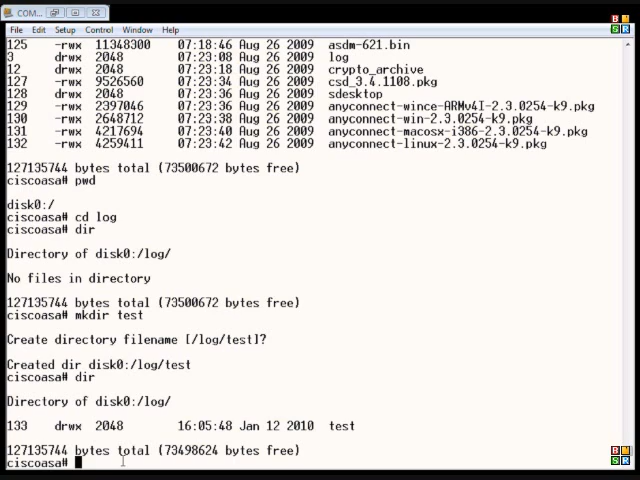 COM...
File Edit Setup Control Window Help
125 -rwx 11348300 07:18:46 Aug 26 2009 asdm-621.bin
3 drwx 2048 07:23:08 Aug 26 2009 log
12 drwx 2048 07:23:18 Aug 26 2009 crypto_archive
127 -rwx 9526560 07:23:34 Aug 26 2009 csd_3.4.1108.pkg
128 drwx 2048 07:23:36 Aug 26 2009 sdesktop
129 -rwx 2397046 07:23:36 Aug 26 2009 anyconnect-wince-ARMv4I-2.3.0254-k9.pkg
130 -rwx 2648712 07:23:38 Aug 26 2009 anyconnect-win-2.3.0254-k9.pkg
131 -rwx 4217694 07:23:40 Aug 26 2009 anyconnect-macosx-i386-2.3.0254-k9.pkg
132 -rwx 4259411 07:23:42 Aug 26 2009 anyconnect-linux-2.3.0254-k9.pkg
127135744 bytes total (73500672 bytes free)
ciscoasa# pwd
disk0:/
ciscoasa# cd log
ciscoasa# dir
Directory of disk0:/log/
No files in directory
127135744 bytes total (73500672 bytes free)
ciscoasa# mkdir test
Create directory filename [/log/test]?
Created dir disk0:/log/test
ciscoasa# dir
Directory of disk0:/log/
133 drwx 2048 16:05:48 Jan 12 2010 test
127135744 bytes total (73498624 bytes free)
ciscoasa#